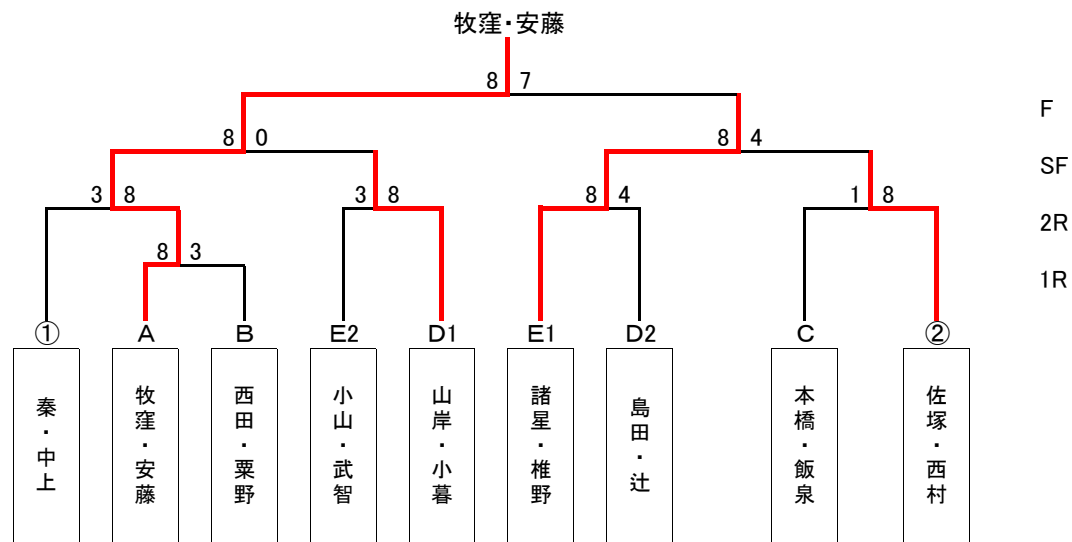 牧窪・安藤
8 7
F
8 0
8 4
SF
3 8
3 8
8 4
1 8
2R
8 3
1R
① A B E2 D1 E1 D2 C ②
秦・中上
牧窪・安藤
西田・粟野
小山・武智
山岸・小暮
諸星・椎野
島田・辻
本橋・飯泉
佐塚・西村